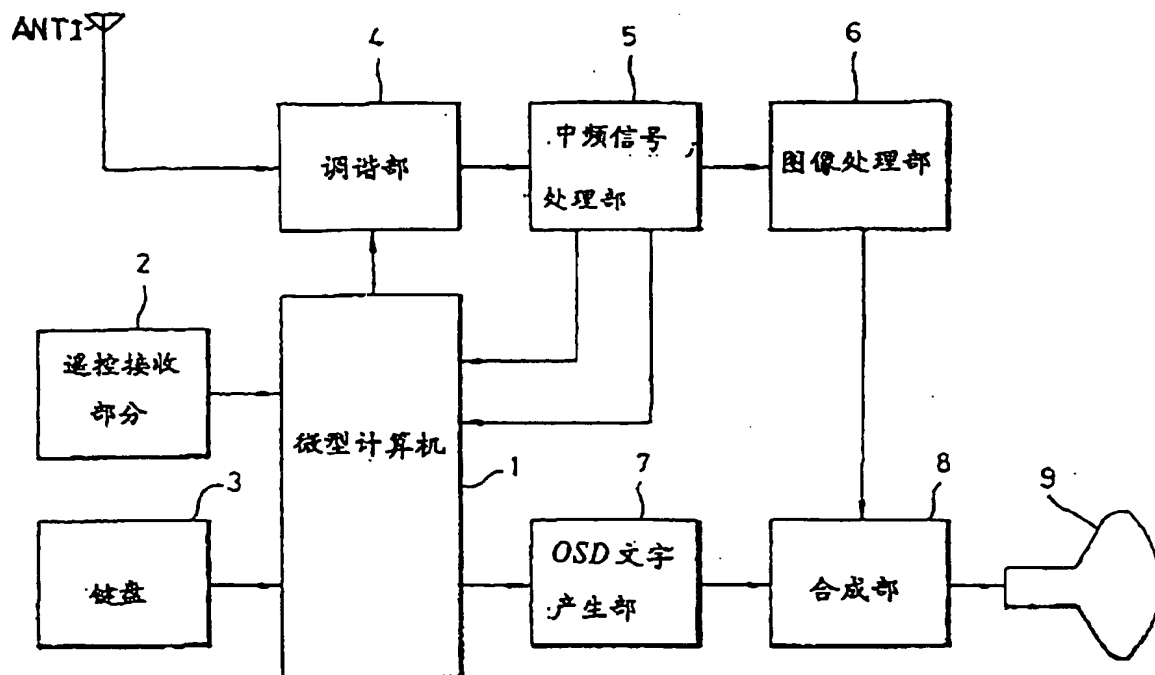 ANTI
4
5
6
调谐部
中频信号
处理部
图像处理部
2
遥控接收
部分
微型计算机
1
3
键盘
7
OSD文字
产生部
8
合成部
9